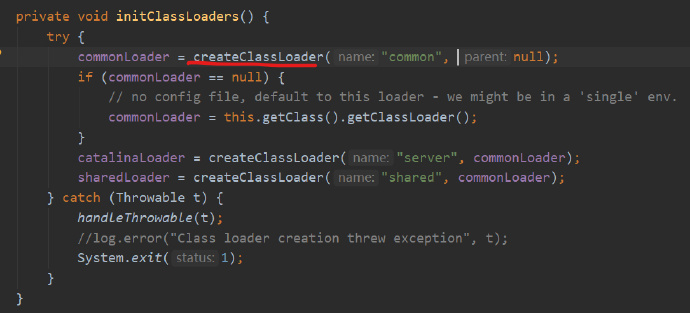 private void initClassLoaders() {
try {
commonLoader = createClassLoader( name: "common", parent: null);
if (commonLoader == null) {
// no config file, default to this loader - we might be in a 'single' env.
commonLoader = this.getClass().getClassLoader();
}
catalinaLoader = createClassLoader( name: "server", commonLoader);
sharedLoader = createClassLoader( name: "shared", commonLoader);
} catch (Throwable t) {
handleThrowable(t);
//log.error("Class loader creation threw exception", t);
System.exit( status: 1);
}
}